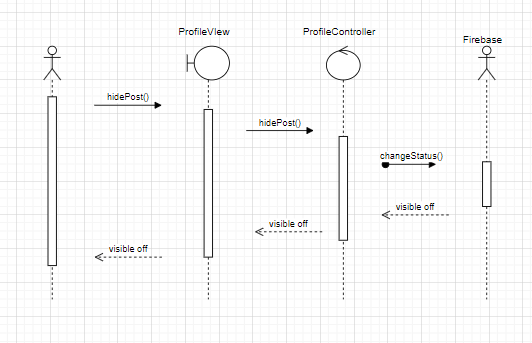 ProfileView
ProfileController
Firebase
hidePost()
hidePost()
changeStatus()
visible off
visible off
visible off